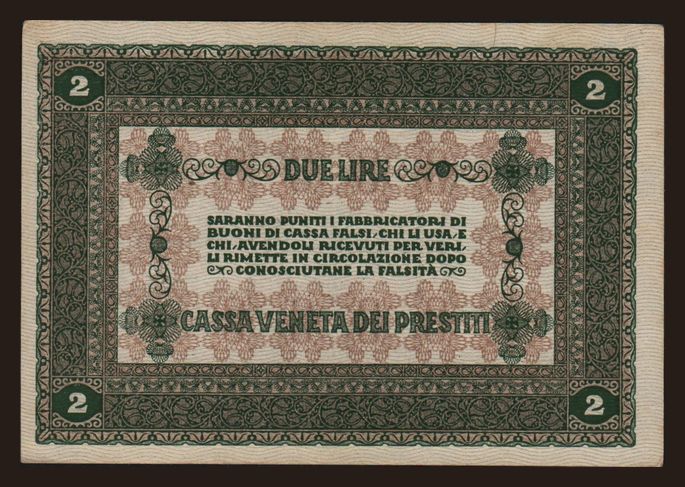 2 2
DUE LIRE
SARANNO PUNITI I FABBRICATORI DI
BUONI DI CASSA FALSI, CHI LI USA, E
CHI, AVENDOLI RICEVUTI PER VERI,
LI RIMETTE IN CIRCOLAZIONE DOPO
CONOSCIUTANE LA FALSITÀ
CASSA VENETA DEI PRESTITI
2 2